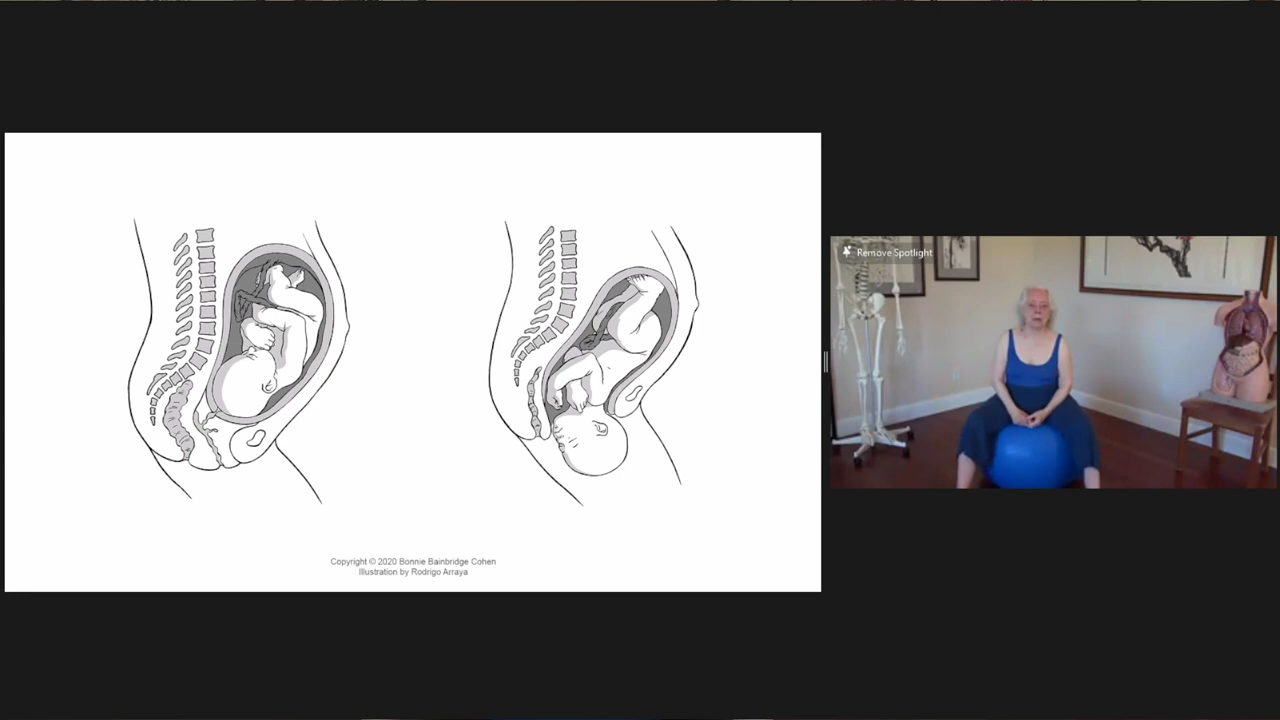 Remove Spotlight
Copyright © 2020 Bonnie Bainbridge Cohen
Illustration by Rodrigo Arraya